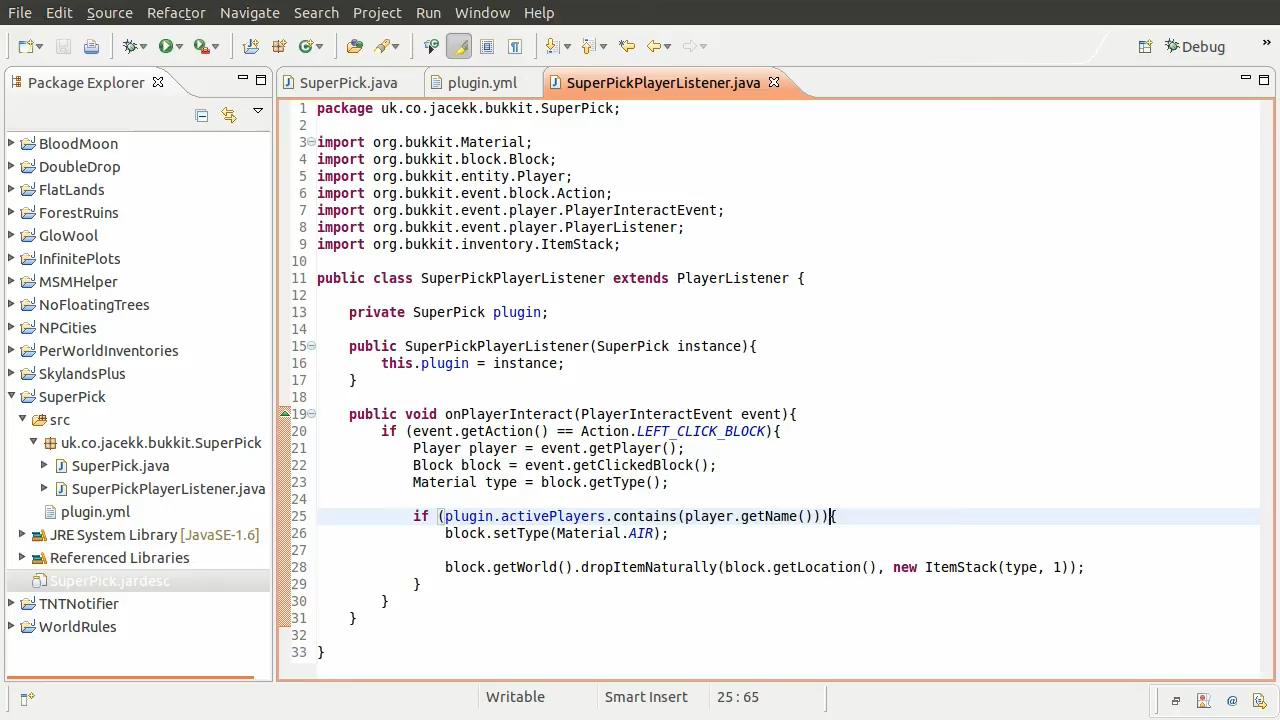 File Edit Source Refactor Navigate Search Project Run Window Help
Debug
»
Package Explorer
SuperPick.java
plugin.yml
SuperPickPlayerListener.java
BloodMoon
DoubleDrop
FlatLands
ForestRuins
GloWool
InfinitePlots
MSMHelper
NoFloatingTrees
NPCities
PerWorldInventories
SkylandsPlus
SuperPick
src
uk.co.jacekk.bukkit.SuperPick
SuperPick.java
SuperPickPlayerListener.java
plugin.yml
JRE System Library [JavaSE-1.6]
Referenced Libraries
SuperPick.jardesc
TNTNotifier
WorldRules
1 package uk.co.jacekk.bukkit.SuperPick;
2
3 import org.bukkit.Material;
4 import org.bukkit.block.Block;
5 import org.bukkit.entity.Player;
6 import org.bukkit.event.block.Action;
7 import org.bukkit.event.player.PlayerInteractEvent;
8 import org.bukkit.event.player.PlayerListener;
9 import org.bukkit.inventory.ItemStack;
10
11 public class SuperPickPlayerListener extends PlayerListener {
12
13 private SuperPick plugin;
14
15 public SuperPickPlayerListener(SuperPick instance){
16 this.plugin = instance;
17 }
18
19 public void onPlayerInteract(PlayerInteractEvent event){
20 if (event.getAction() == Action.LEFT_CLICK_BLOCK){
21 Player player = event.getPlayer();
22 Block block = event.getClickedBlock();
23 Material type = block.getType();
24
25 if (plugin.activePlayers.contains(player.getName())){
26 block.setType(Material.AIR);
27
28 block.getWorld().dropItemNaturally(block.getLocation(), new ItemStack(type, 1));
29 }
30 }
31 }
32
33 }
Writable Smart Insert 25 : 65